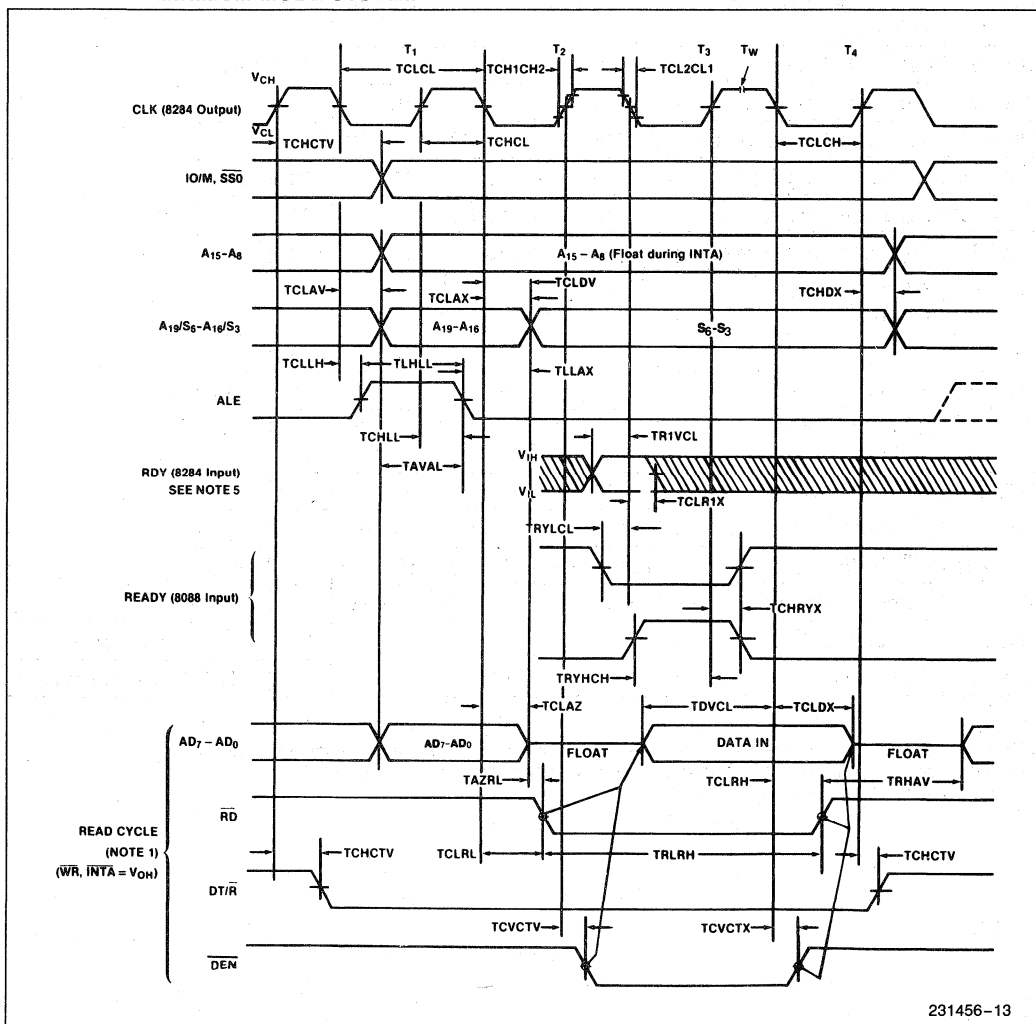 T1 T2 T3 TW T4
TCLCL TCH1CH2 TCL2CL1
VCH
CLK (8284 Output)
VCL
TCHCTV TCHCL TCLCH
IO/M, SS0
A15-A8 A15 – A8 (Float during INTA)
TCLDV
TCLAV TCLAX TCHDX
A19/S6-A16/S3 A19-A16 S6-S3
TCLLH TLHLL TLLAX
ALE
TCHLL TR1VCL
TAVAL
RDY (8284 Input) VIH
SEE NOTE 5 VIL
TCLR1X
TRYLCL
READY (8088 Input)
TCHRYX
TRYHCH
TCLAZ TDVCL TCLDX
AD7 – AD0 AD7-AD0 FLOAT DATA IN FLOAT
TAZRL TCLRH TRHAV
RD
READ CYCLE
(NOTE 1)
(WR, INTA = VOH)
TCHCTV TCLRL TRLRH TCHCTV
DT/R
TCVCTV TCVCTX
DEN
231456–13